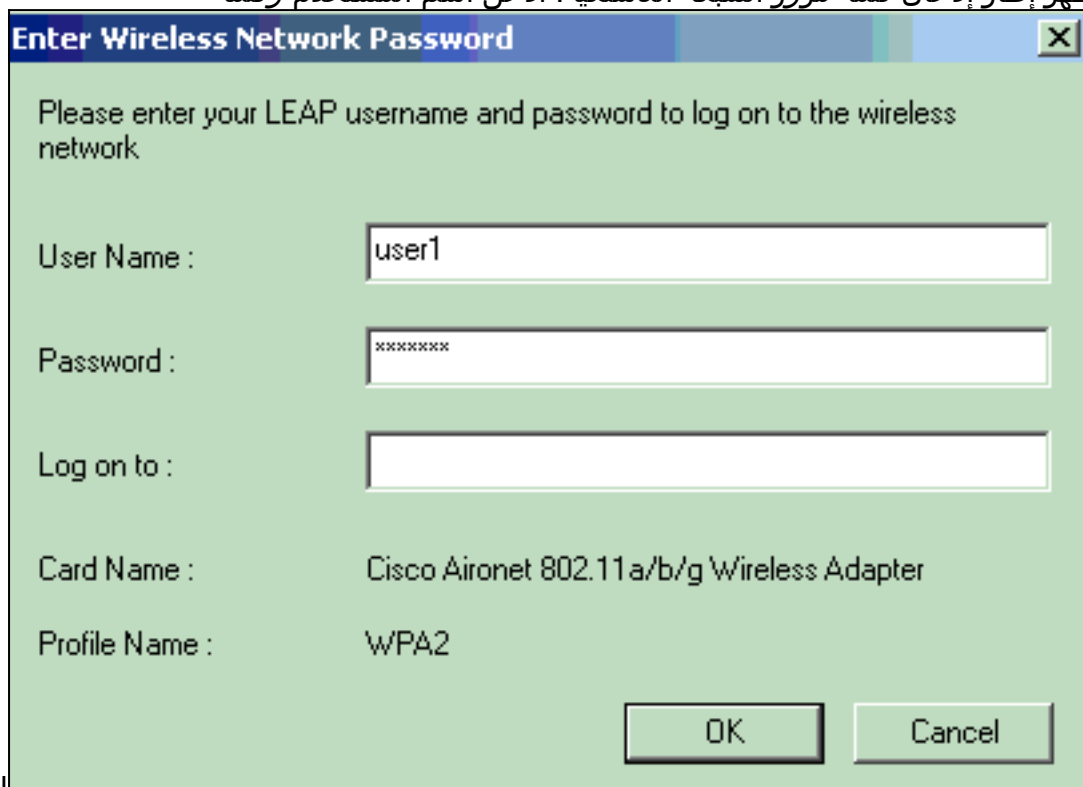 Enter Wireless Network Password
Please enter your LEAP username and password to log on to the wireless
network
User Name :
user1
Password :
×××××××
Log on to :
Card Name :
Cisco Aironet 802.11a/b/g Wireless Adapter
Profile Name :
WPA2
OK
Cancel